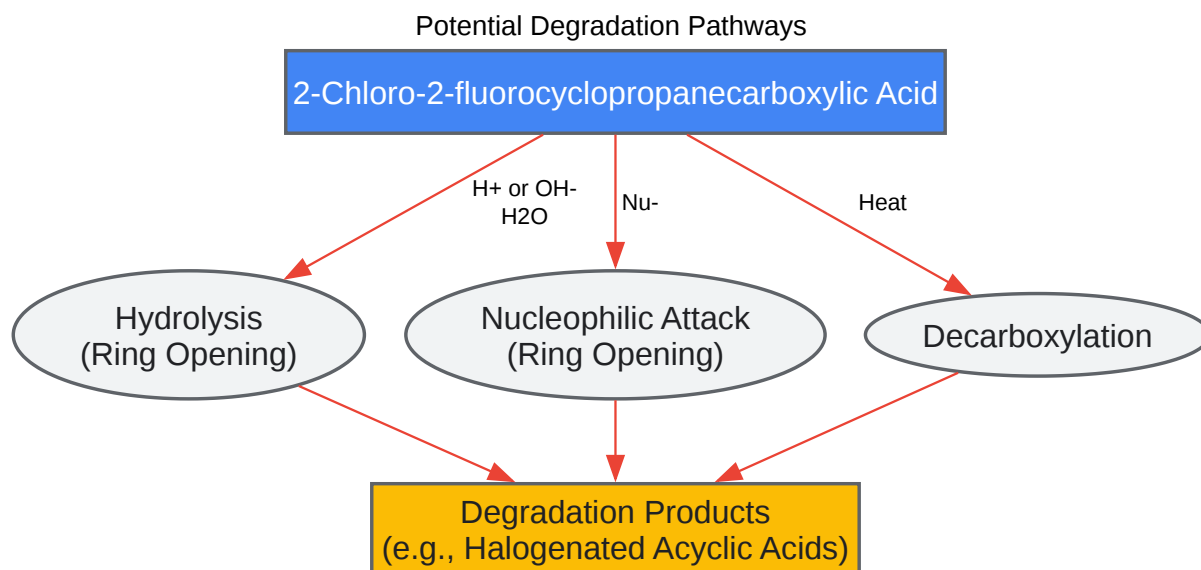 Potential Degradation Pathways
2-Chloro-2-fluorocyclopropanecarboxylic Acid
H+ or OH-
H2O
Nu-
Heat
Hydrolysis
(Ring Opening)
Nucleophilic Attack
(Ring Opening)
Decarboxylation
Degradation Products
(e.g., Halogenated Acyclic Acids)